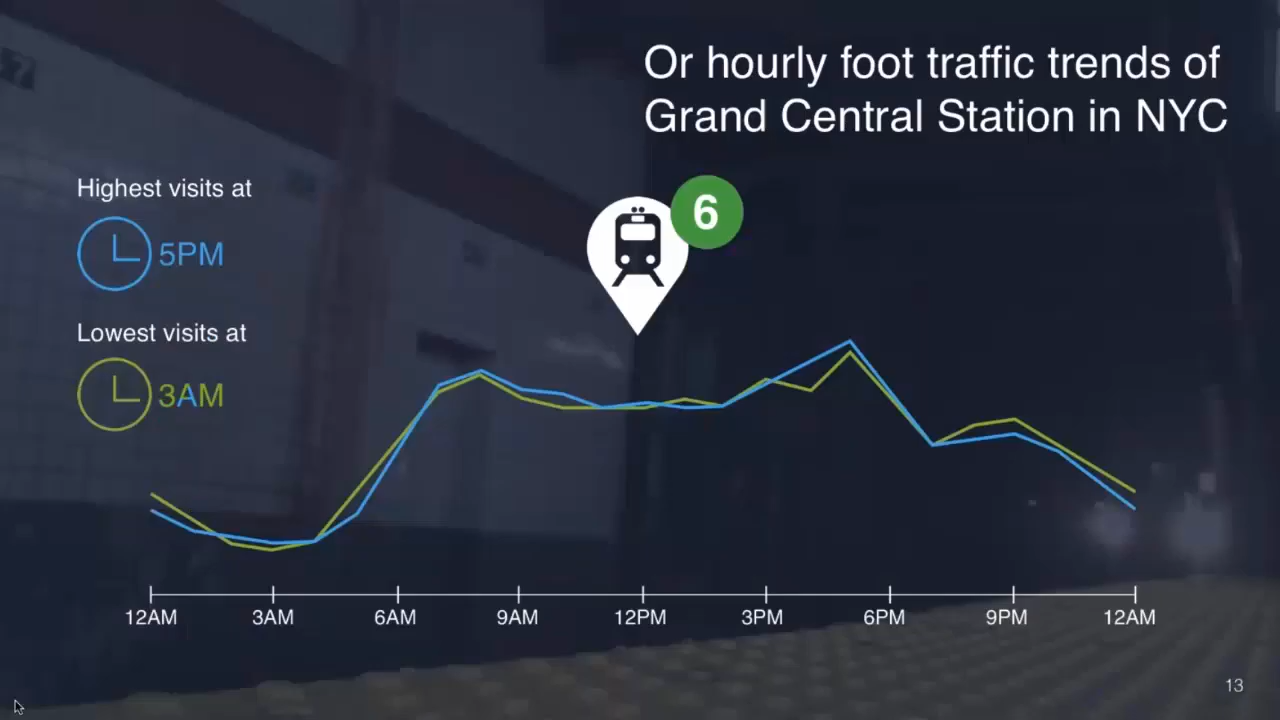 Or hourly foot traffic trends of
Grand Central Station in NYC
Highest visits at
5PM
Lowest visits at
3AM
6
12AM 3AM 6AM 9AM 12PM 3PM 6PM 9PM 12AM
13